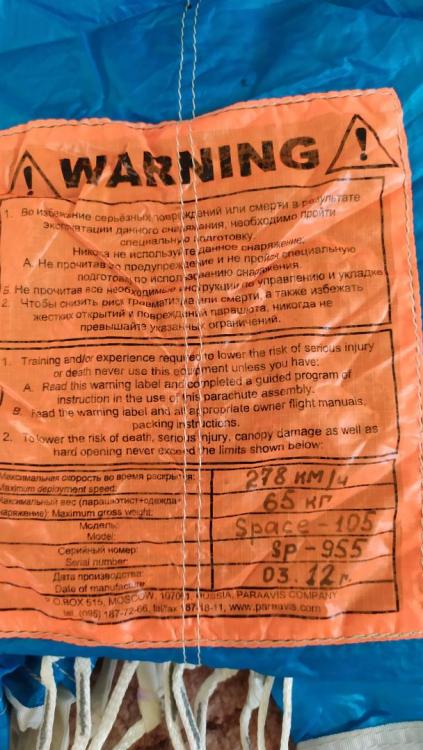 WARNING
1. Во избежание серьёзных повреждений или смерти в результате
эксплуатации данного снаряжения, необходимо пройти
специальную подготовку.
Никогда не используйте данное снаряжение:
А. Не прочитав это предупреждение и не пройдя специальную
подготовку по использованию снаряжения.
Б. Не прочитав все необходимые инструкции по управлению и укладке
2. Чтобы снизить риск травматизма или смерти, а также избежать
жестких открытий и повреждений парашюта, никогда не
превышайте указанных ограничений.
1. Training and/or experience required to lower the risk of serious injury
or death never use this equipment unless you have:
A. Read this warning label and completed a guided program of
instruction in the use of this parachute assembly.
B. Read the warning label and all appropriate owner flight manuals,
packing instructions.
2. To lower the risk of death, serious injury, canopy damage as well as
hard opening never exceed the limits shown below:
Максимальная скорость во время раскрытия:
Maximum deployment speed:
278 км/ч
Максимальный вес (парашютист+одежда+
снаряжение): Maximum gross weight:
65 кг
Модель:
Model:
Space-105
Серийный номер:
Serial number:
SP-955
Дата производства:
Date of manufacture
03.12г.
P.O.BOX 515, MOSCOW, RUSSIA, PARAAVIS COMPANY
tel. (095) 187-72-66, tel/fax 187-18-11, www.paraavis.com